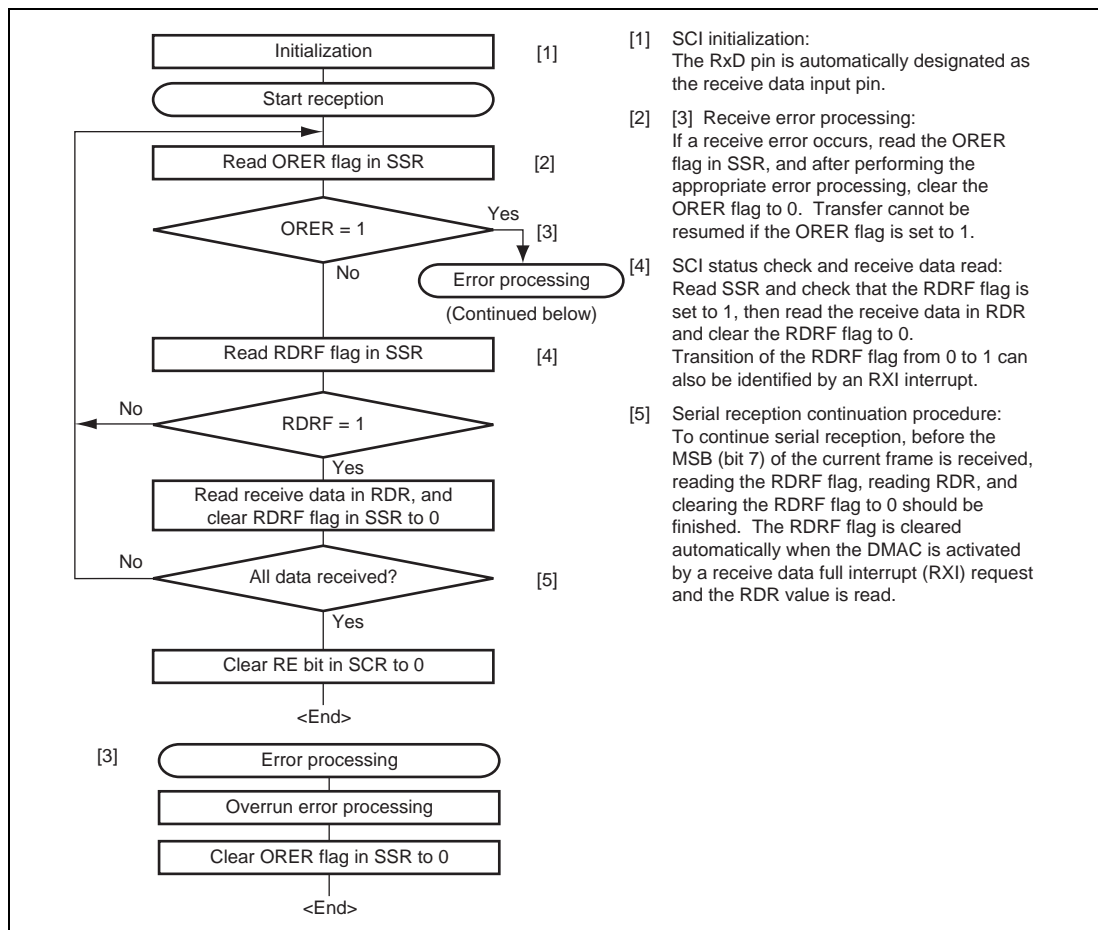 Initialization
[1]
Start reception
Read ORER flag in SSR
[2]
ORER = 1
Yes
[3]
No
Error processing
(Continued below)
Read RDRF flag in SSR
[4]
No
RDRF = 1
Yes
Read receive data in RDR, and
clear RDRF flag in SSR to 0
No
All data received?
[5]
Yes
Clear RE bit in SCR to 0
<End>
[3]
Error processing
Overrun error processing
Clear ORER flag in SSR to 0
<End>
[1] SCI initialization:
The RxD pin is automatically designated as
the receive data input pin.
[2] [3] Receive error processing:
If a receive error occurs, read the ORER
flag in SSR, and after performing the
appropriate error processing, clear the
ORER flag to 0. Transfer cannot be
resumed if the ORER flag is set to 1.
[4] SCI status check and receive data read:
Read SSR and check that the RDRF flag is
set to 1, then read the receive data in RDR
and clear the RDRF flag to 0.
Transition of the RDRF flag from 0 to 1 can
also be identified by an RXI interrupt.
[5] Serial reception continuation procedure:
To continue serial reception, before the
MSB (bit 7) of the current frame is received,
reading the RDRF flag, reading RDR, and
clearing the RDRF flag to 0 should be
finished. The RDRF flag is cleared
automatically when the DMAC is activated
by a receive data full interrupt (RXI) request
and the RDR value is read.